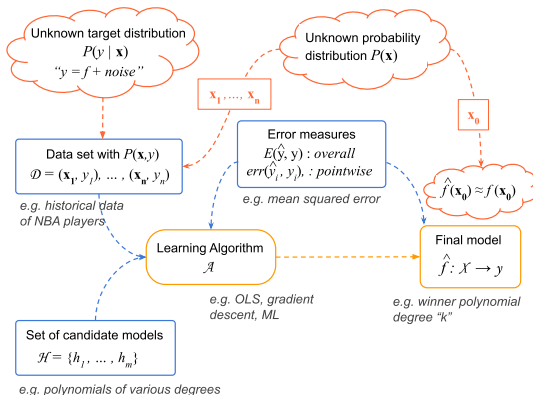 Unknown target distribution
P(y | x)
“y = f + noise”
Unknown probability
distribution P(x)
x1 , ... , xn
x0
Data set with P(x,y)
𝒟 = (x1, y1), ... , (xn, yn)
e.g. historical data
of NBA players
Error measures
E(ŷ, y) : overall
err(ŷi , yi), : pointwise
e.g. mean squared error
f̂(x0) ≈ f(x0)
Learning Algorithm
𝒜
e.g. OLS, gradient
descent, ML
Final model
f̂ : 𝒳 → y
e.g. winner polynomial
degree “k”
Set of candidate models
ℋ = {h1 , ... , hm}
e.g. polynomials of various degrees